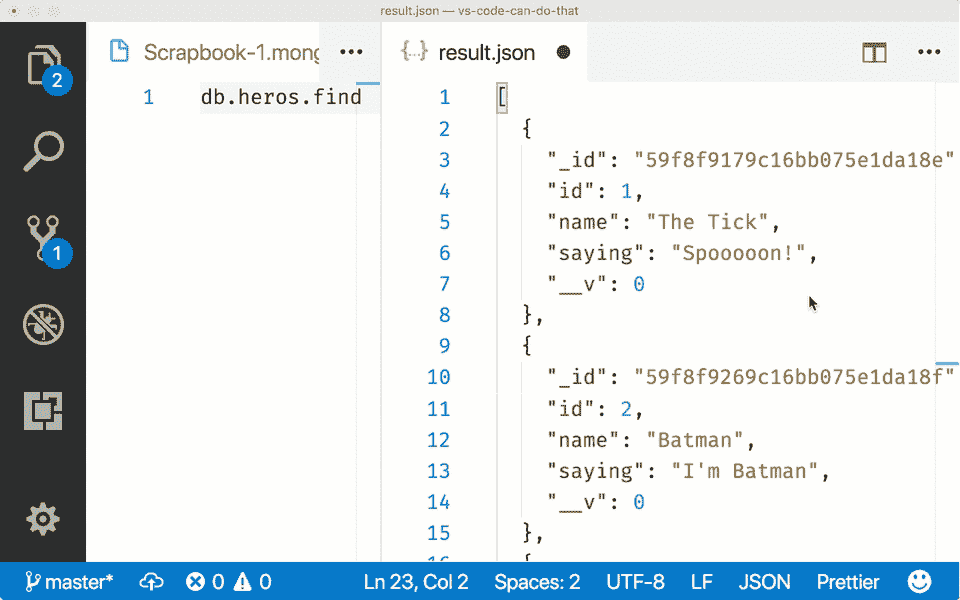 result.json — vs-code-can-do-that
2
1
Scrapbook-1.mong
1 db.heros.find
{..} result.json
1 [
2 {
3 "_id": "59f8f9179c16bb075e1da18e"
4 "id": 1,
5 "name": "The Tick",
6 "saying": "Spooooon!",
7 "__v": 0
8 },
9 {
10 "_id": "59f8f9269c16bb075e1da18f"
11 "id": 2,
12 "name": "Batman",
13 "saying": "I'm Batman",
14 "__v": 0
15 },
master* 0 0 Ln 23, Col 2 Spaces: 2 UTF-8 LF JSON Prettier